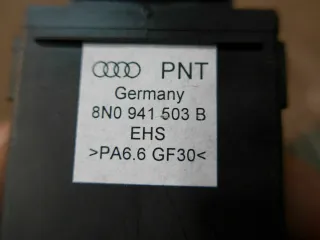 PNT
Germany
8N0 941 503 B
EHS
>PA6.6 GF30<